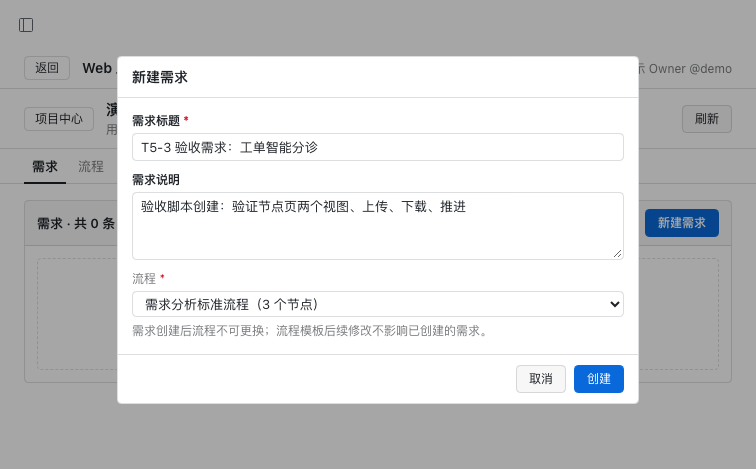 返回
Web
Owner @demo
项目中心
刷新
需求
流程
需求 · 共 0 条
新建需求
新建需求
需求标题 *
T5-3 验收需求：工单智能分诊
需求说明
验收脚本创建：验证节点页两个视图、上传、下载、推进
流程 *
需求分析标准流程（3 个节点）
需求创建后流程不可更换；流程模板后续修改不影响已创建的需求。
取消
创建